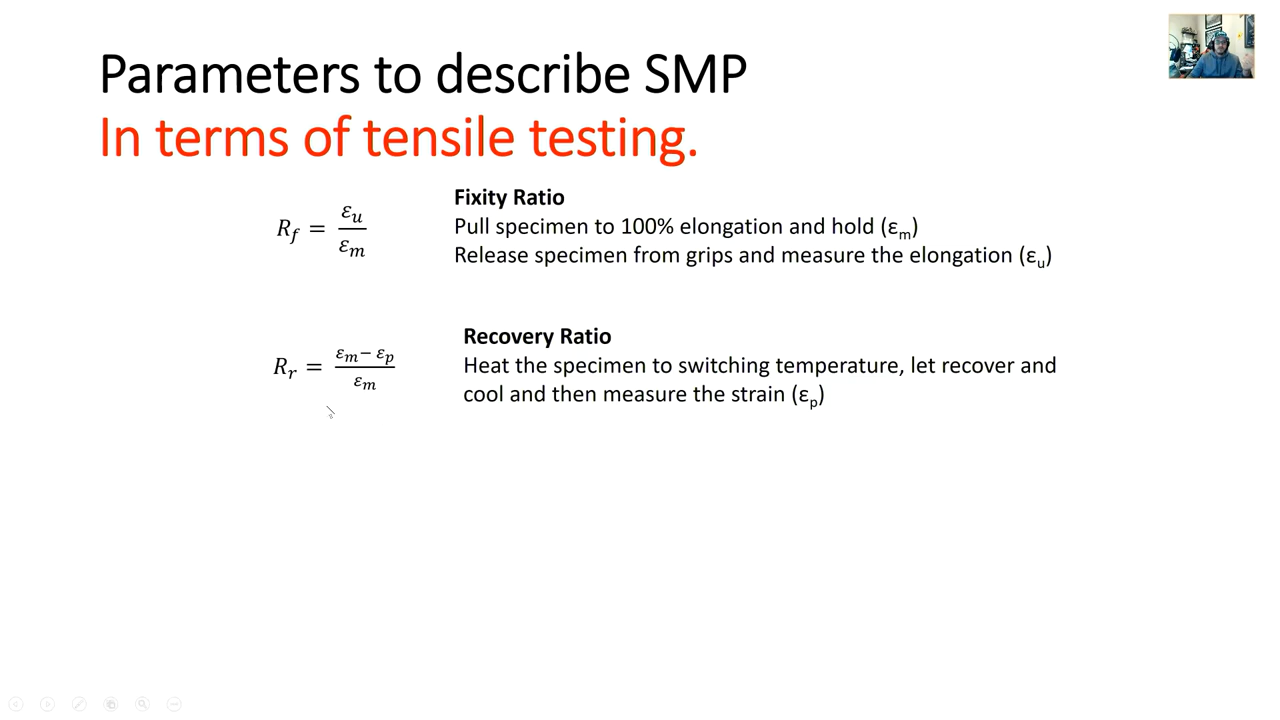 Parameters to describe SMP
In terms of tensile testing.
R_f = ε_u / ε_m
Fixity Ratio
Pull specimen to 100% elongation and hold (ε_m)
Release specimen from grips and measure the elongation (ε_u)
R_r = (ε_m − ε_p) / ε_m
Recovery Ratio
Heat the specimen to switching temperature, let recover and
cool and then measure the strain (ε_p)